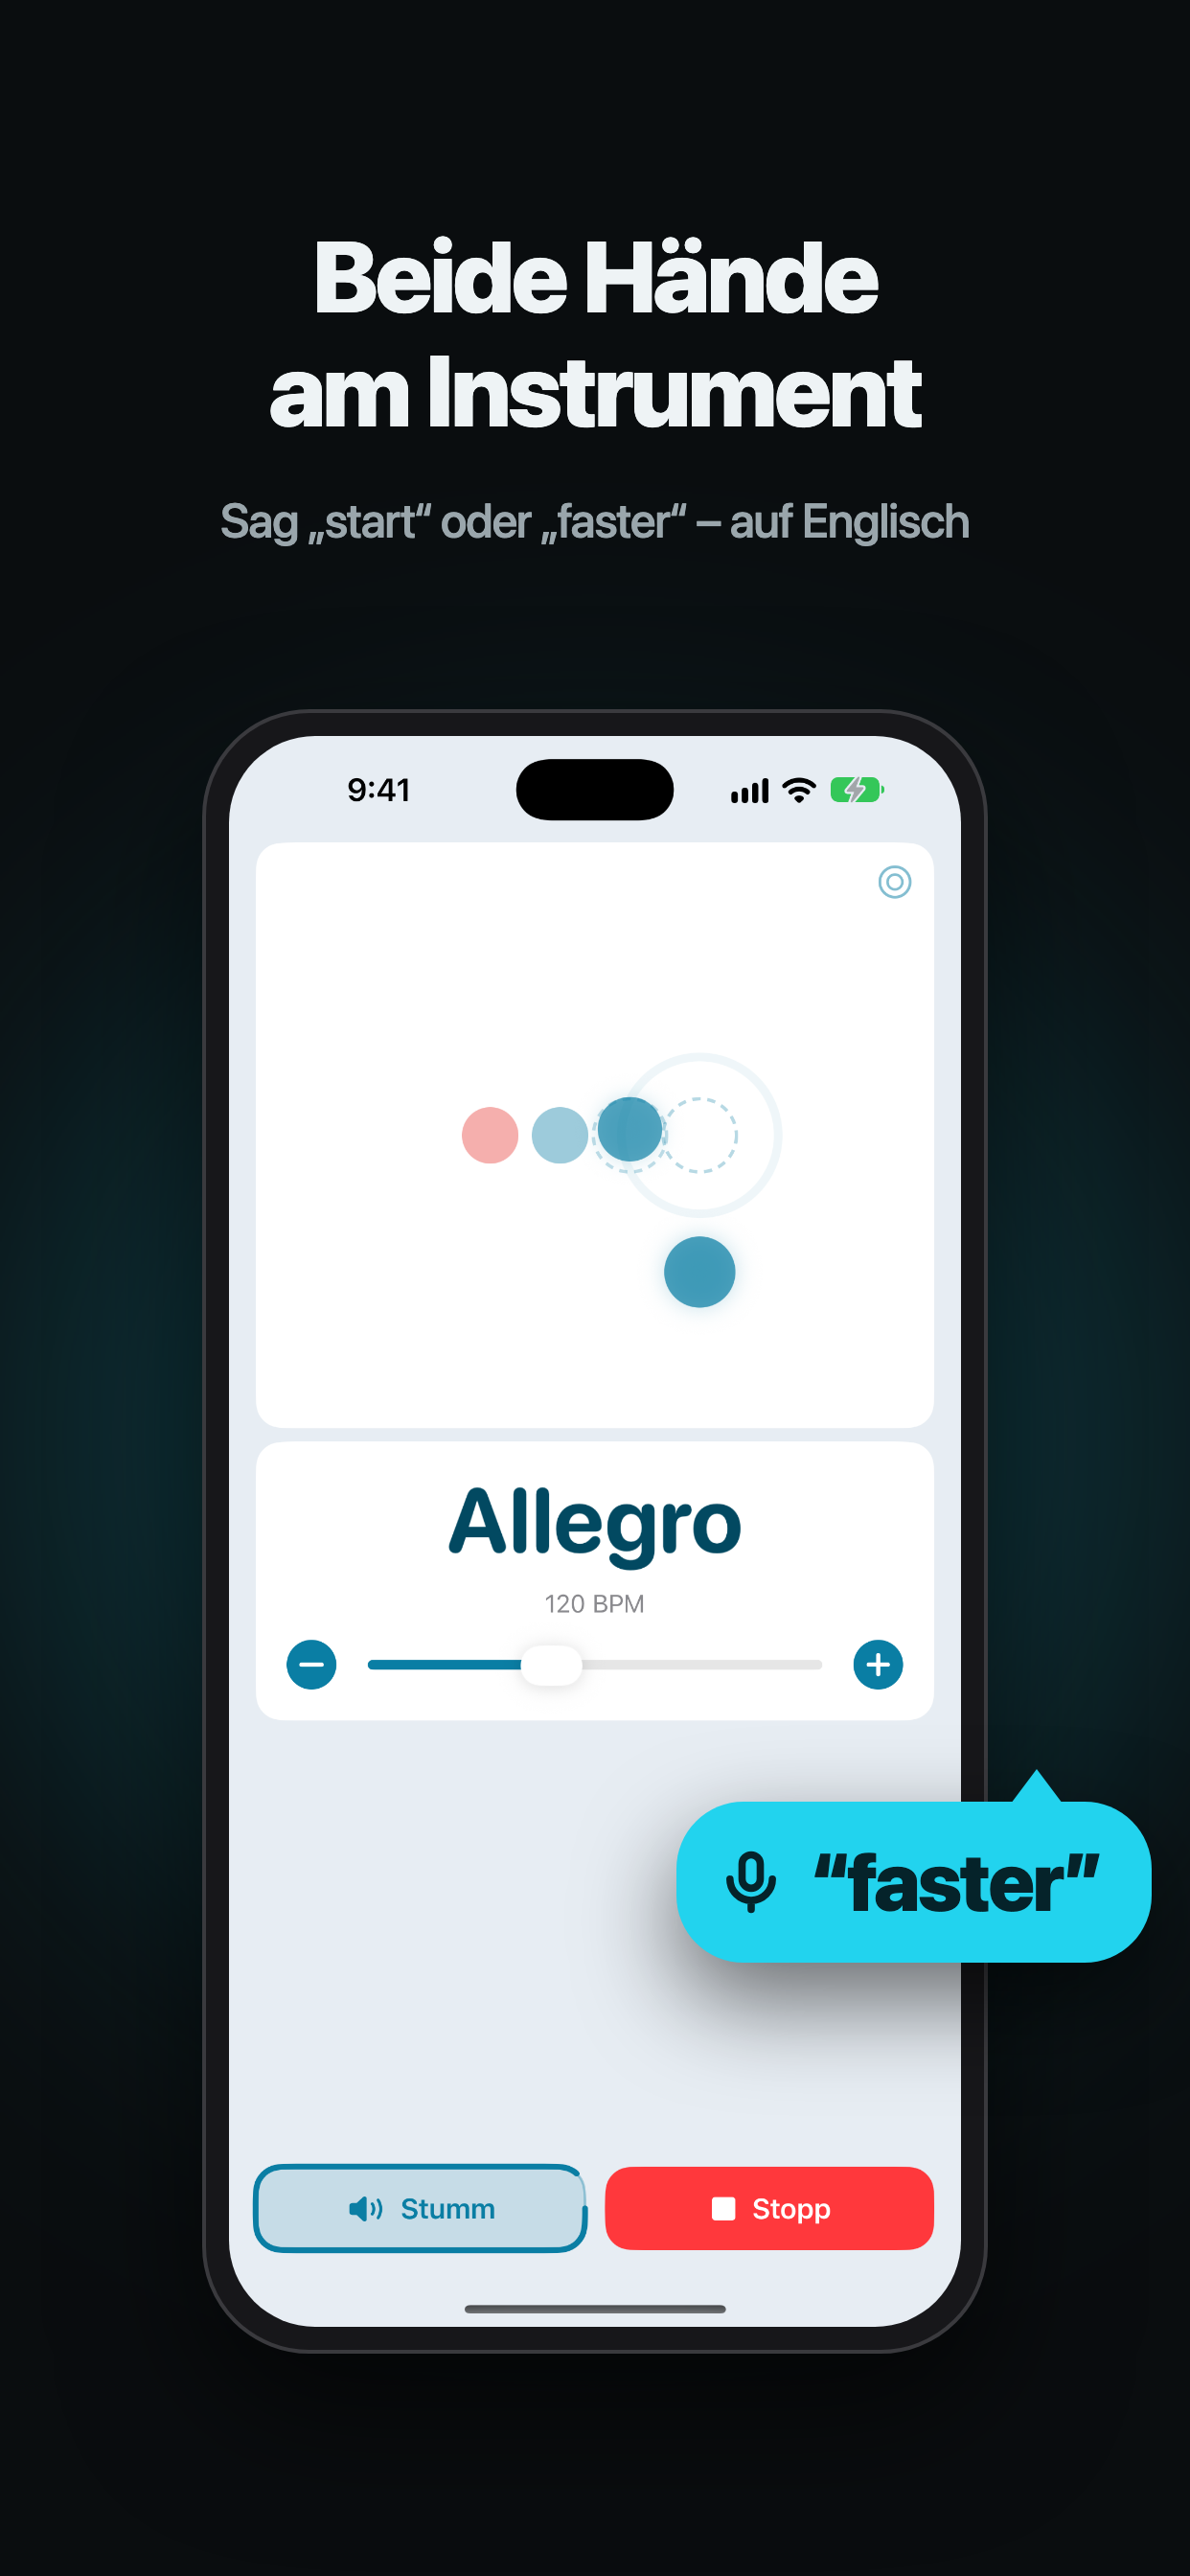 Beide Hände
am Instrument
Sag „start“ oder „faster“ – auf Englisch
9:41
Allegro
120 BPM
“faster”
Stumm
Stopp